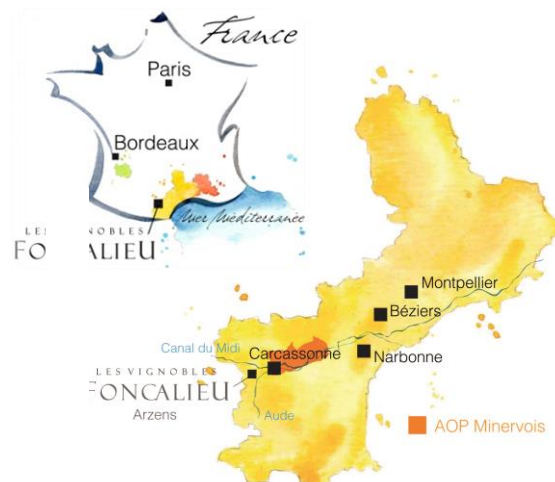 France
Paris
Bordeaux
Mer Méditerranée
LES VIGNOBLES
FONCALIEU
Montpellier
Béziers
Canal du Midi
Carcassonne
Narbonne
LES VIGNOBLES
FONCALIEU
Arzens
Aude
AOP Minervois